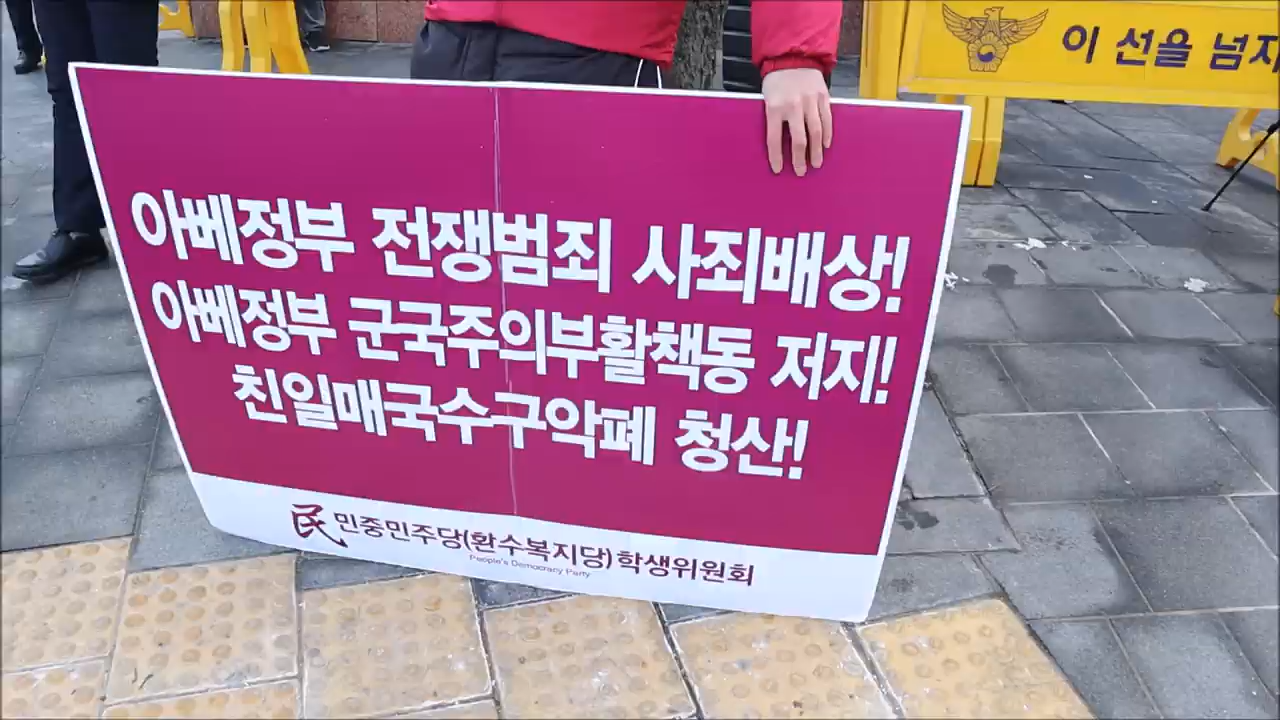 이 선을 넘지
아베정부 전쟁범죄 사죄배상!
아베정부 군국주의부활책동 저지!
친일매국수구악폐 청산!
民 민중민주당(환수복지당)학생위원회
People's Democracy Party